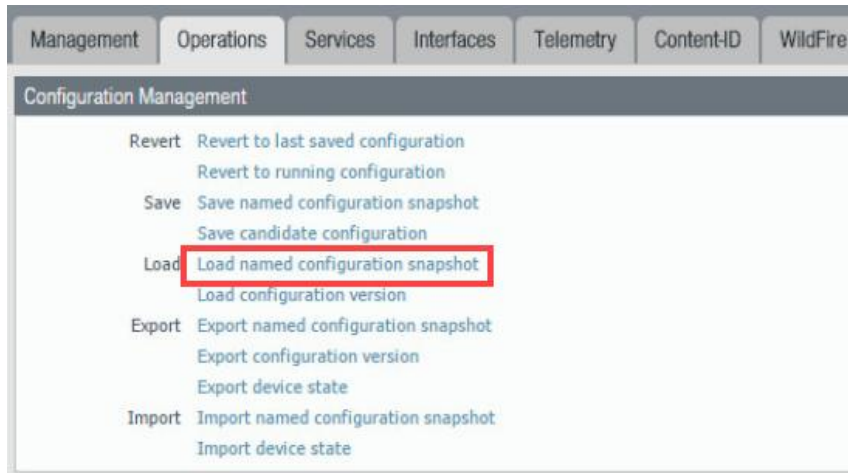 Management Operations Services Interfaces Telemetry Content-ID WildFire
Configuration Management
Revert Revert to last saved configuration
Revert to running configuration
Save Save named configuration snapshot
Save candidate configuration
Load Load named configuration snapshot
Load configuration version
Export Export named configuration snapshot
Export configuration version
Export device state
Import Import named configuration snapshot
Import device state